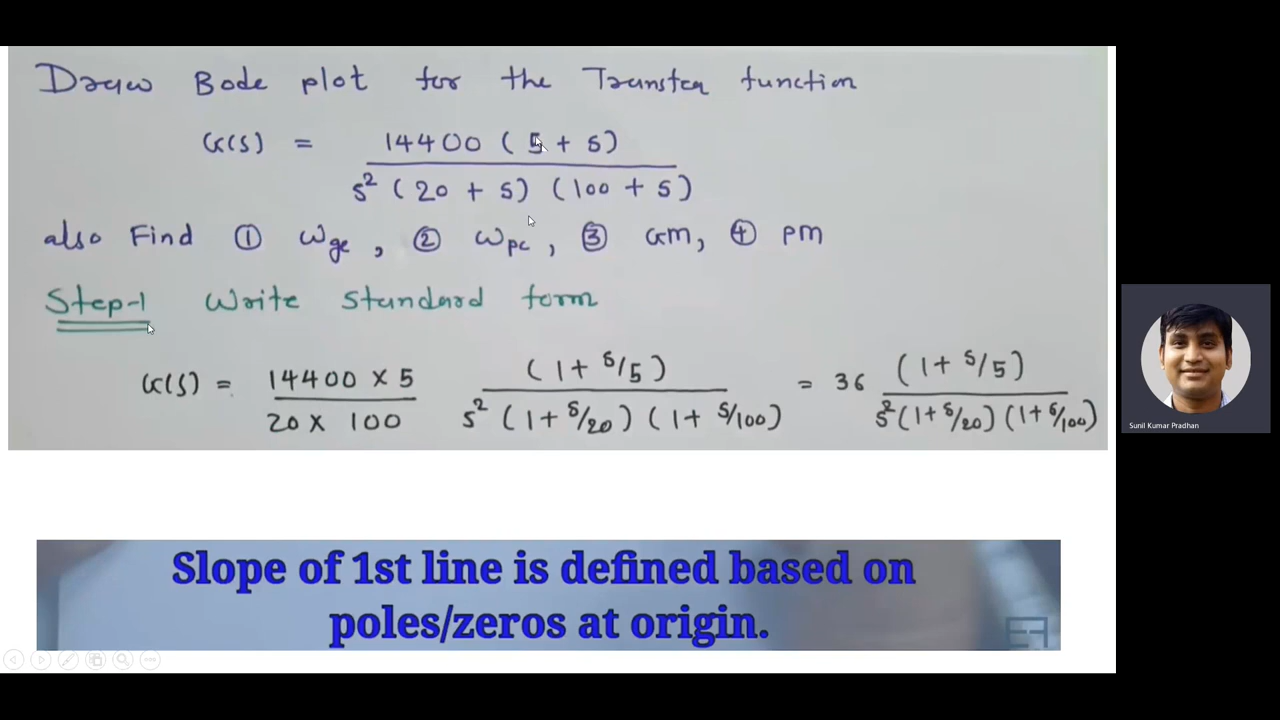 Draw Bode plot for the Transfer function
G(s) = 14400 (5 + s) / s² (20 + s) (100 + s)
also Find ① ωgc , ② ωpc , ③ GM, ④ PM
Step-1 Write standard form
G(s) = 14400 × 5 / 20 × 100 (1 + s/5) / s² (1 + s/20) (1 + s/100) = 36 (1 + s/5) / s² (1 + s/20) (1 + s/100)
Sunil Kumar Pradhan
Slope of 1st line is defined based on
poles/zeros at origin.